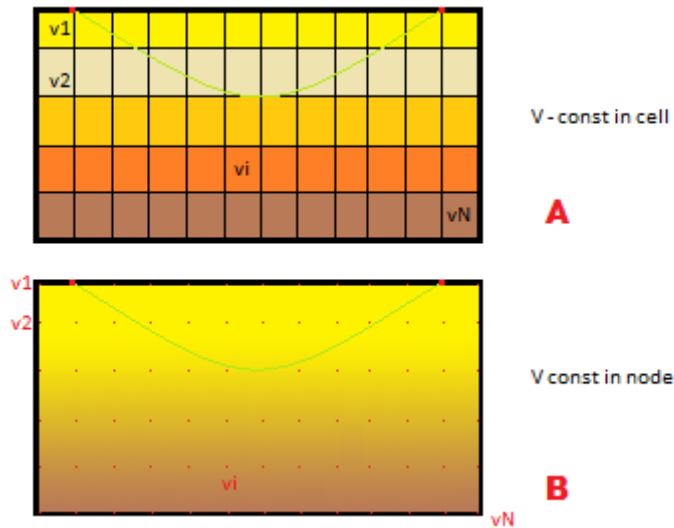 v1
v2
V - const in cell
vi
vN
A
v1
v2
V const in node
vi
B
vN